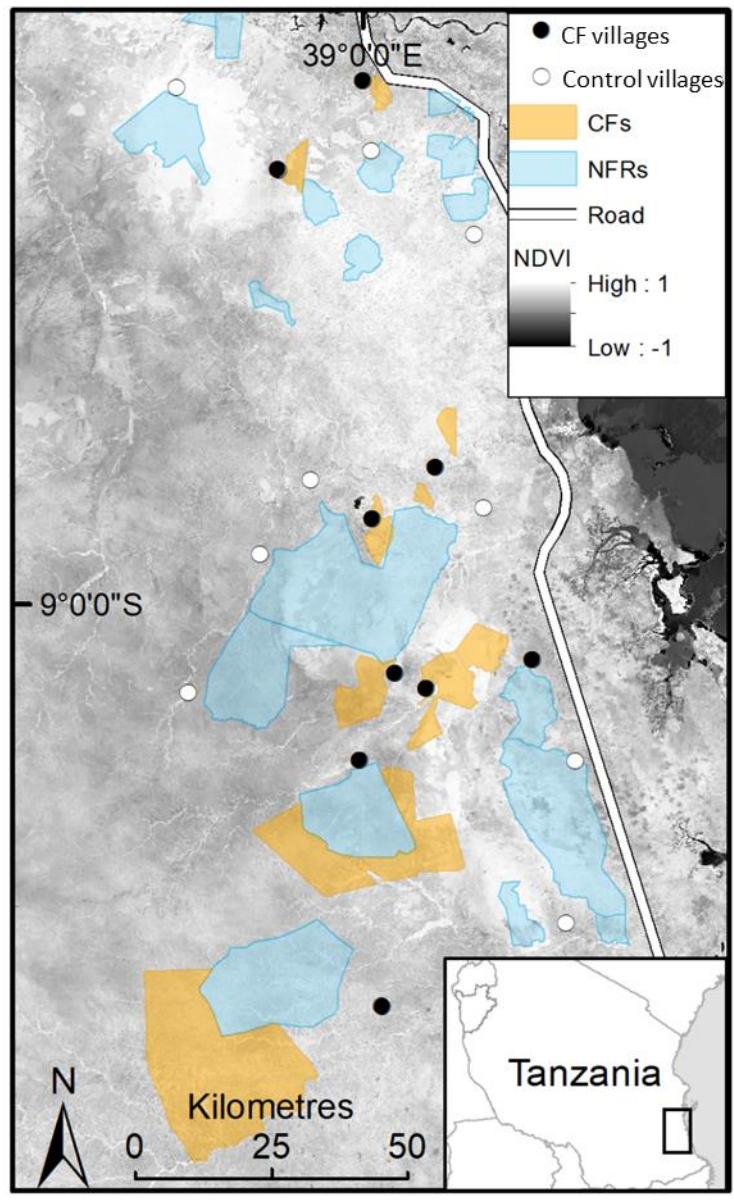 39°0'0"E
CF villages
Control villages
CFs
NFRs
Road
NDVI
High : 1
Low : -1
9°0'0"S
N
Kilometres
0 25 50
Tanzania